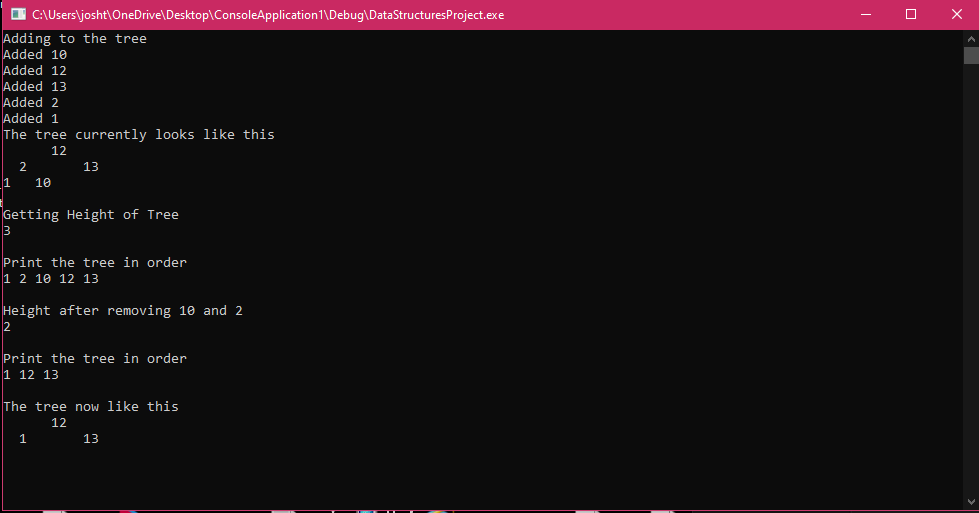 C:\Users\josht\OneDrive\Desktop\ConsoleApplication1\Debug\DataStructuresProject.exe
Adding to the tree
Added 10
Added 12
Added 13
Added 2
Added 1
The tree currently looks like this
      12
  2       13
1   10
Getting Height of Tree
3
Print the tree in order
1 2 10 12 13
Height after removing 10 and 2
2
Print the tree in order
1 12 13
The tree now like this
      12
  1       13